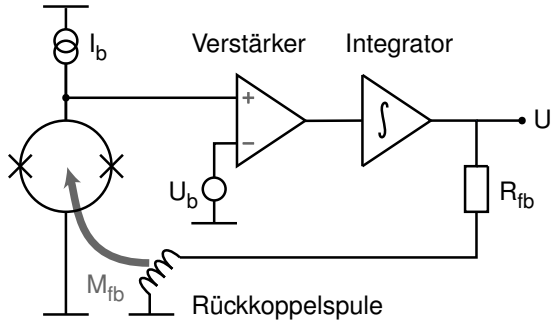 I_b
Verstärker
Integrator
+
−
∫
U
U_b
R_fb
M_fb
Rückkoppelspule